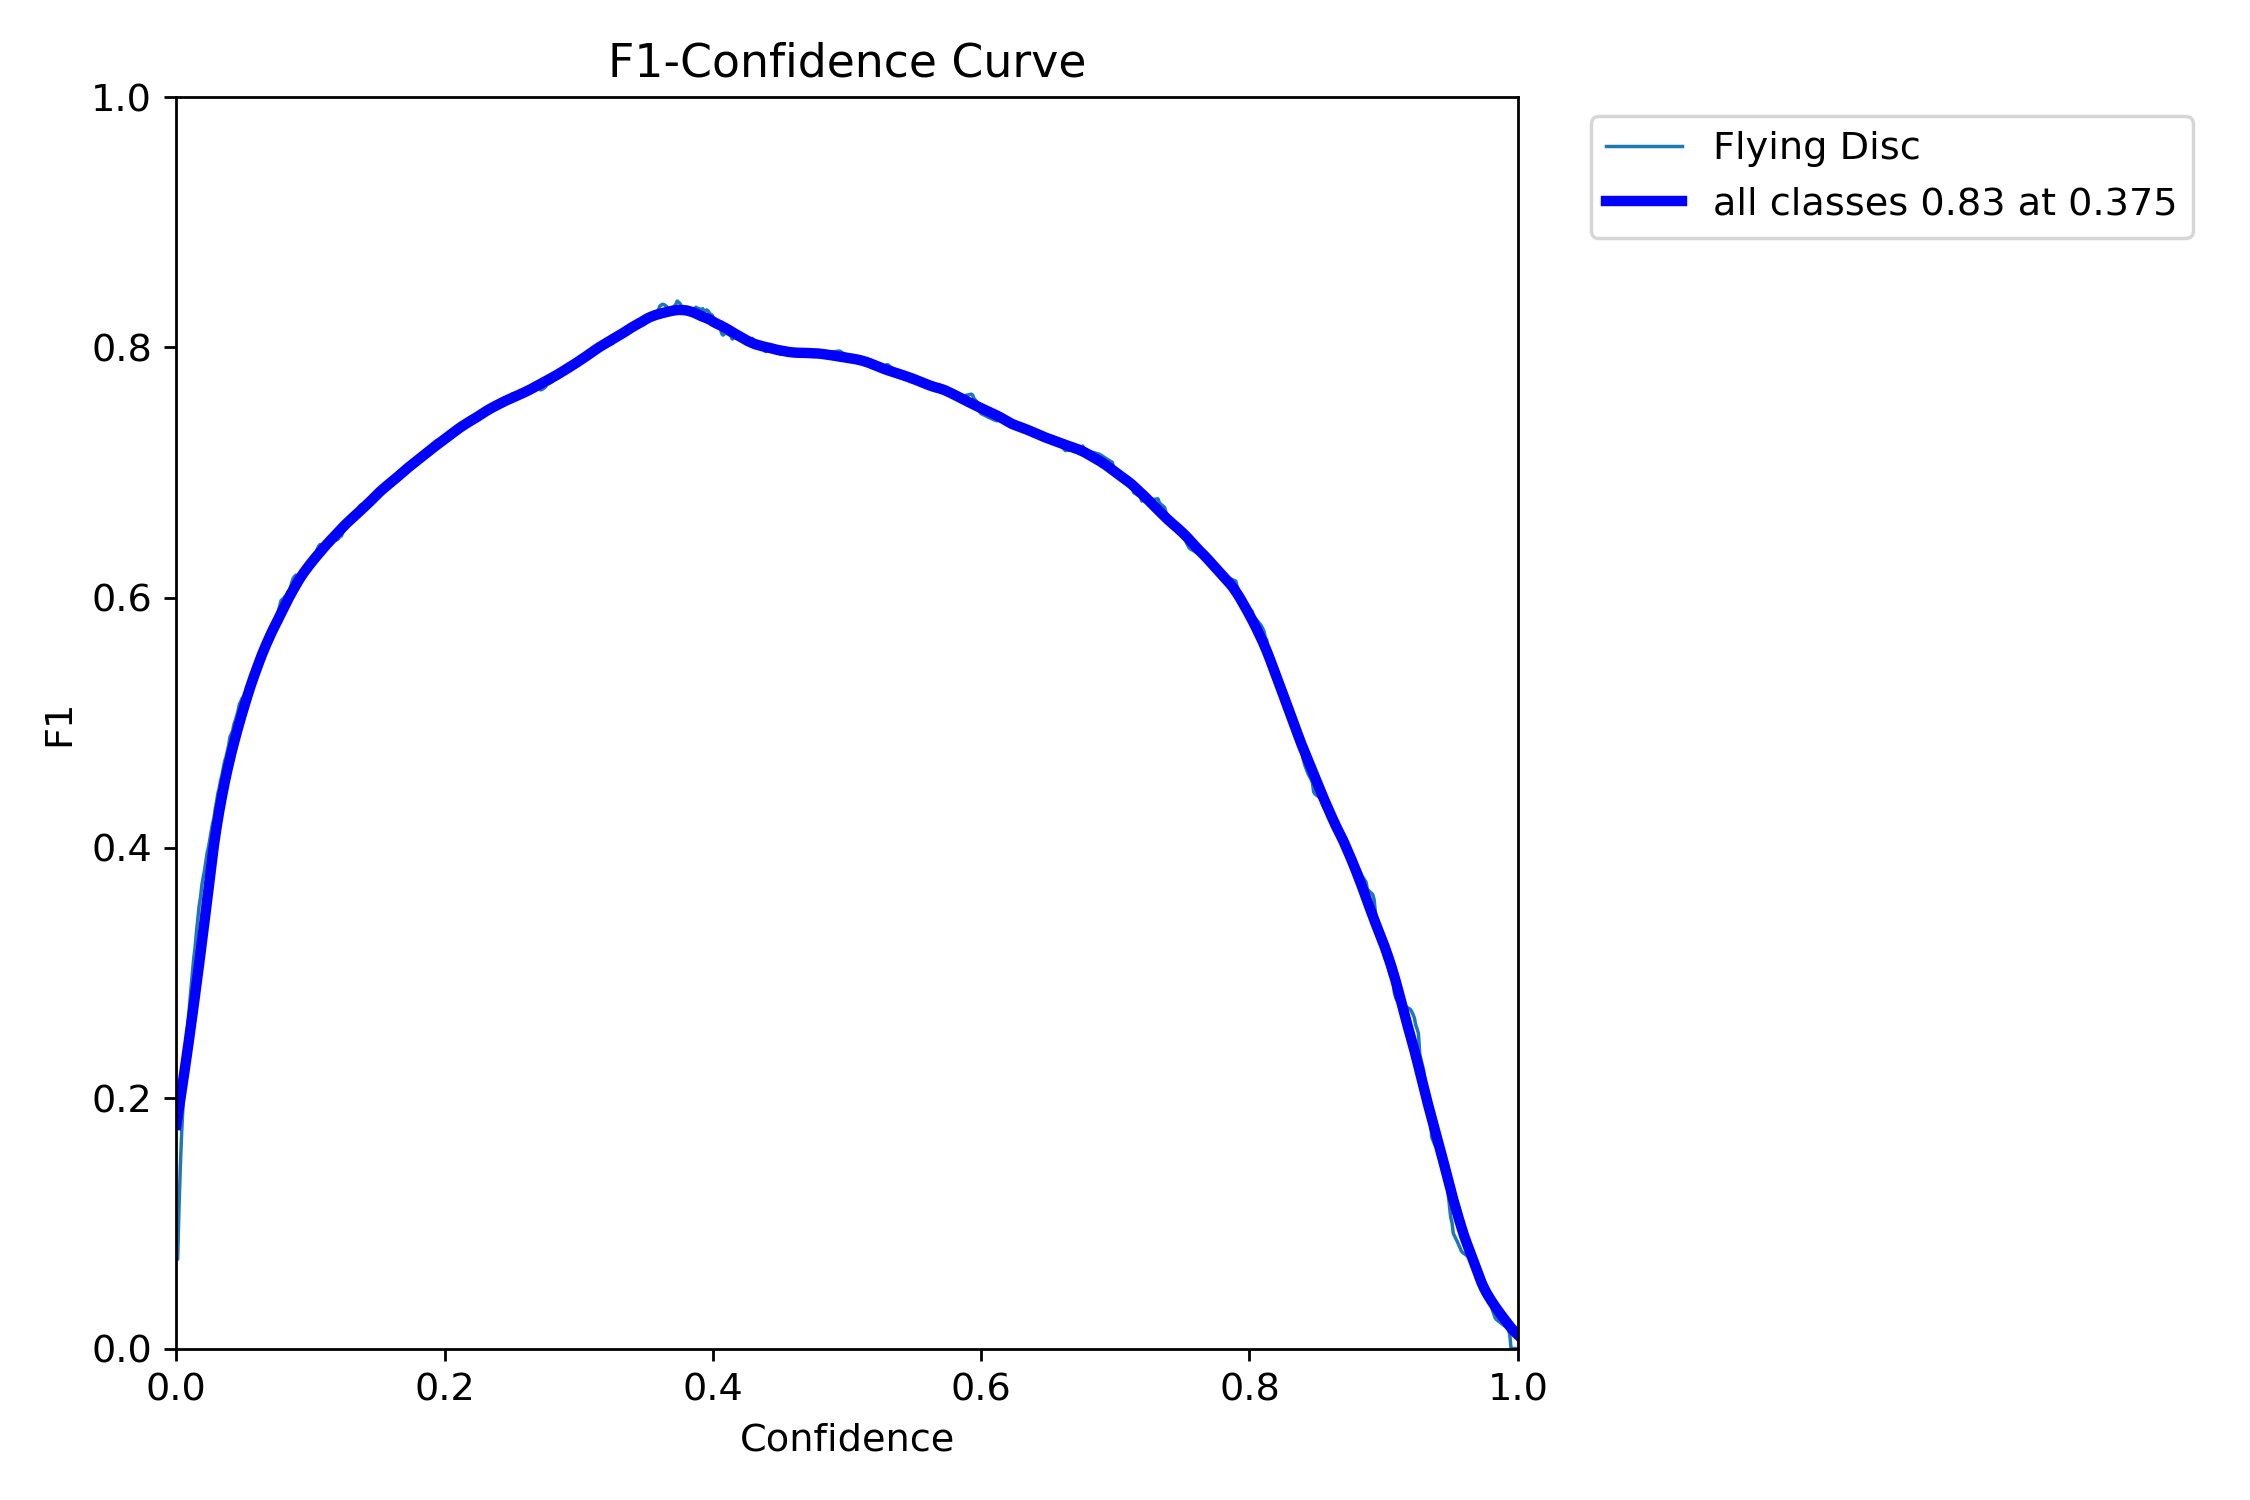 F1-Confidence Curve
1.0
0.8
0.6
0.4
0.2
0.0
F1
0.0 0.2 0.4 0.6 0.8 1.0
Confidence
Flying Disc
all classes 0.83 at 0.375